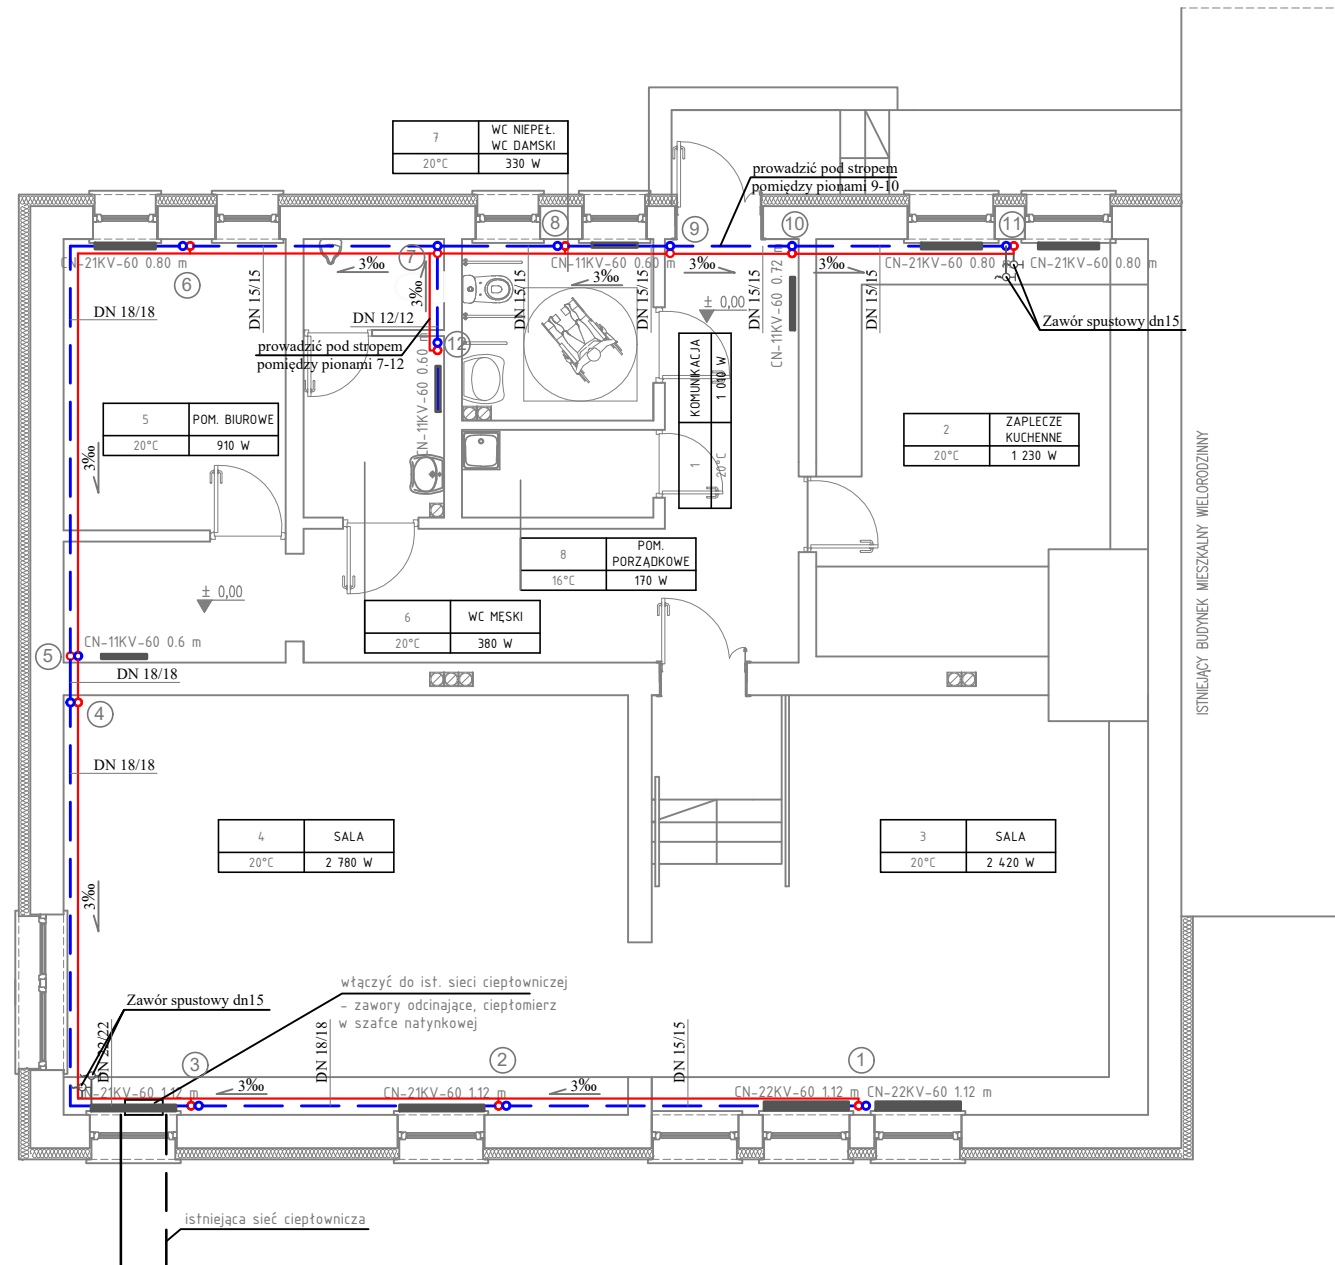 7
WC NIEPEŁ.
WC DAMSKI
20°C
330 W
prowadzić pod stropem
pomiędzy pionami 9-10
8
9
10
11
CN-21KV-60 0.80 m
3‰
7
CN-11KV-60 0.60 m
3‰
3‰
CN-21KV-60 0.80 m
CN-21KV-60 0.80 m
6
DN 15/15
3‰
DN 15/15
3‰
DN 15/15
± 0,00
DN 15/15
CN-11KV-60 0.72 m
DN 15/15
DN 18/18
DN 12/12
Zawór spustowy dn15
prowadzić pod stropem
pomiędzy pionami 7-12
12
CN-11KV-60 0.60 m
KOMUNIKACJA
1 010 W
1
20°C
5
POM. BIUROWE
20°C
910 W
2
ZAPLECZE
KUCHENNE
20°C
1 230 W
3‰
ISTNIEJĄCY BUDYNEK MIESZKALNY WIELORODZINNY
8
POM.
PORZĄDKOWE
16°C
170 W
± 0,00
6
WC MĘSKI
20°C
380 W
CN-11KV-60 0.6 m
5
DN 18/18
4
DN 18/18
4
SALA
20°C
2 780 W
3
SALA
20°C
2 420 W
3‰
włączyć do ist. sieci ciepłowniczej
- zawory odcinające, ciepłomierz
w szafce natynkowej
Zawór spustowy dn15
DN 22/22
3
DN 18/18
2
DN 15/15
1
CN-21KV-60 1.12 m
3‰
CN-21KV-60 1.12 m
3‰
CN-22KV-60 1.12 m
CN-22KV-60 1.12 m
istniejąca sieć ciepłownicza